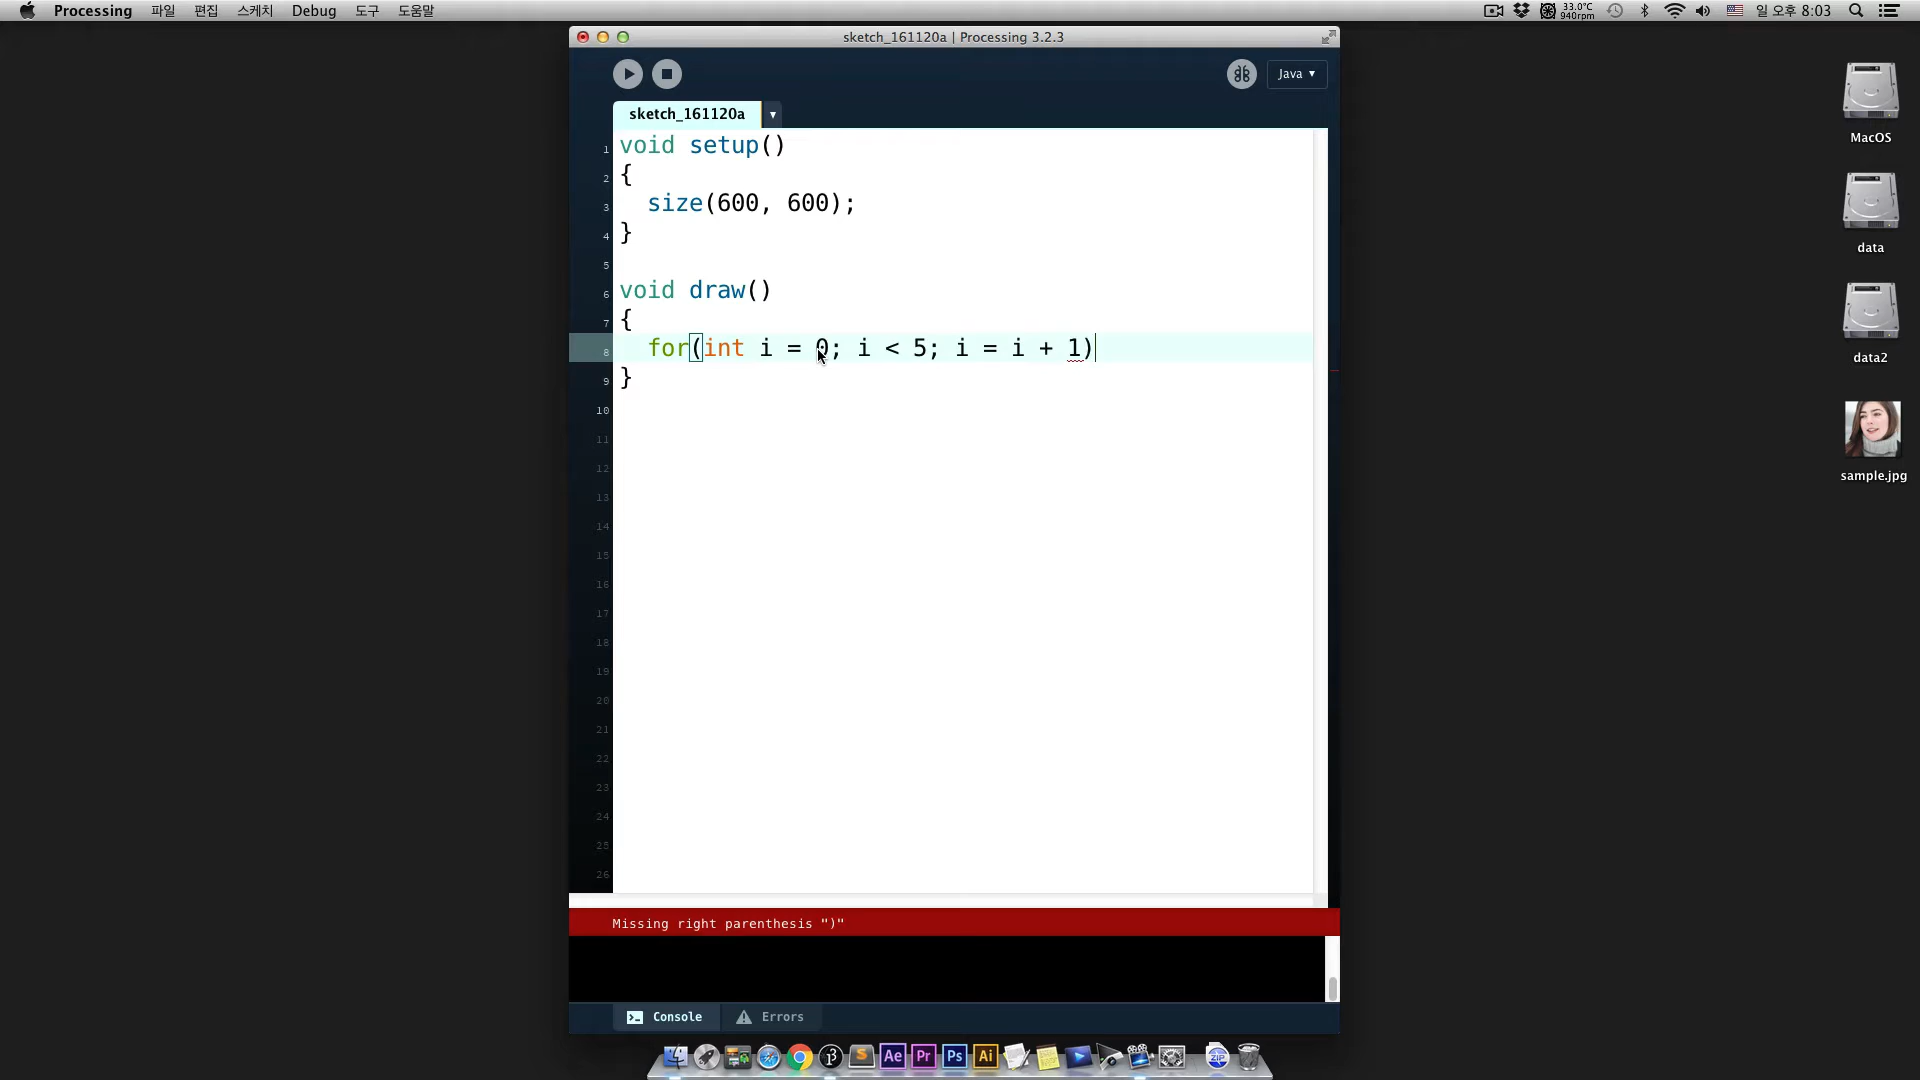 Processing 파일 편집 스케치 Debug 도구 도움말 33.0°C 940rpm 일 오후 8:03
sketch_161120a | Processing 3.2.3
Java ▾
sketch_161120a ▾
1 void setup()
2 {
3 size(600, 600);
4 }
5
6 void draw()
7 {
8 for(int i = 0; i < 5; i = i + 1)
9 }
10
11
12
13
14
15
16
17
18
19
20
21
22
23
24
25
26
Missing right parenthesis ")"
Console Errors
MacOS
data
data2
sample.jpg
Ae Pr Ps Ai
ZIP